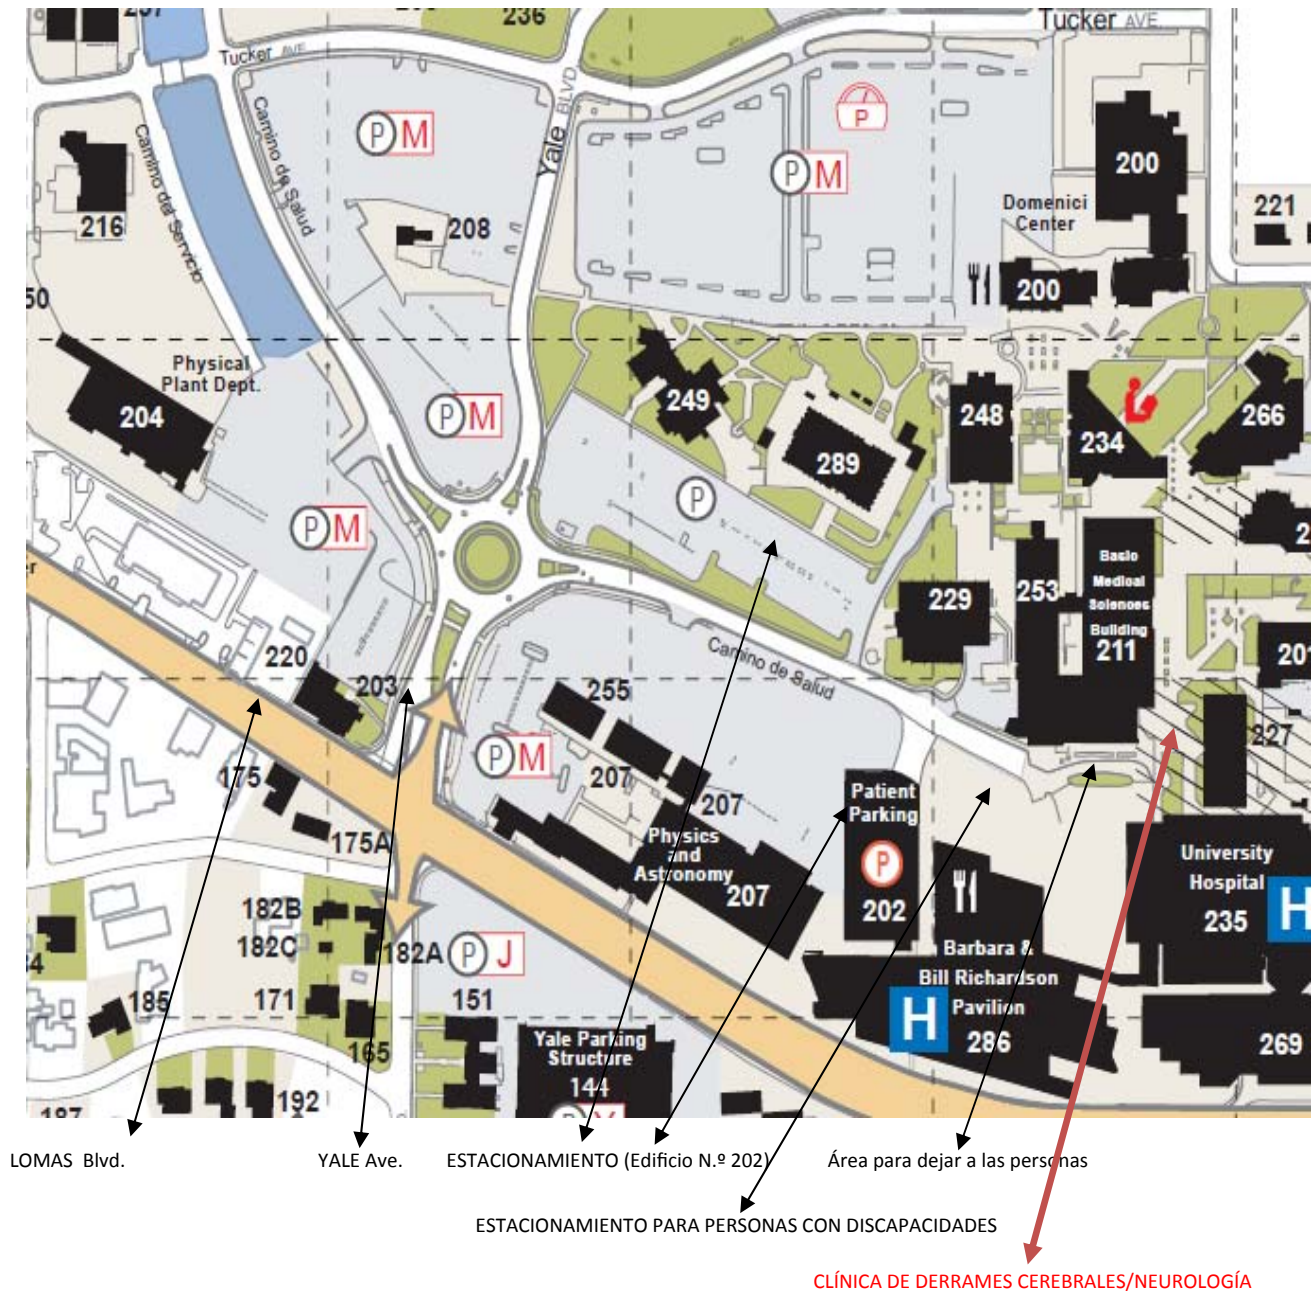 237
236
Tucker AVE.
Tucker AVE
Camino de Salud
Camino del Servicio
Yale BLVD
P M
P
P M
200
Domenici
Center
221
216
208
200
50
Physical
Plant Dept.
204
P M
249
248
234
266
289
P
P M
229
253
Basic
Medical
Sciences
Building
211
201
220
203
Camino de Salud
255
P M
207
207
227
175
175A
Physics
and
Astronomy
207
Patient
Parking
P
202
University
Hospital
235
H
182B
182C
182A
P J
Barbara &
Bill Richardson
Pavilion
H
286
185
171
151
165
Yale Parking
Structure
144
269
187
192
LOMAS Blvd.
YALE Ave.
ESTACIONAMIENTO (Edificio N.º 202)
Área para dejar a las personas
ESTACIONAMIENTO PARA PERSONAS CON DISCAPACIDADES
CLÍNICA DE DERRAMES CEREBRALES/NEUROLOGÍA